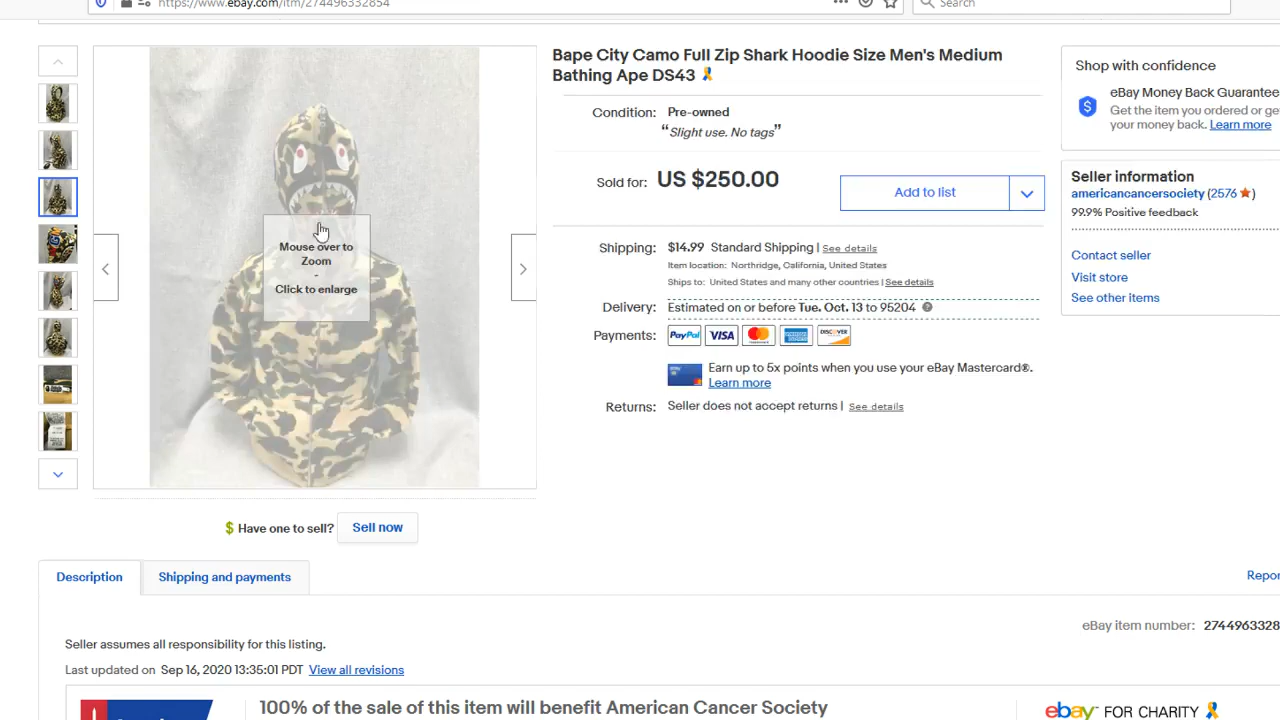 https://www.ebay.com/itm/274496332854
Search
Bape City Camo Full Zip Shark Hoodie Size Men's Medium
Bathing Ape DS43
Condition: Pre-owned
“Slight use. No tags”
Sold for: US $250.00
Add to list
Shipping: $14.99 Standard Shipping | See details
Item location: Northridge, California, United States
Ships to: United States and many other countries | See details
Delivery: Estimated on or before Tue. Oct. 13 to 95204
Payments: PayPal VISA mastercard DISCOVER
Earn up to 5x points when you use your eBay Mastercard®.
Learn more
Returns: Seller does not accept returns | See details
Shop with confidence
eBay Money Back Guarantee
Get the item you ordered or ge
your money back. Learn more
Seller information
americancancersociety (2576)
99.9% Positive feedback
Contact seller
Visit store
See other items
Mouse over to
Zoom
-
Click to enlarge
$ Have one to sell? Sell now
Description
Shipping and payments
Repor
eBay item number: 2744963328
Seller assumes all responsibility for this listing.
Last updated on Sep 16, 2020 13:35:01 PDT View all revisions
100% of the sale of this item will benefit American Cancer Society
ebay FOR CHARITY